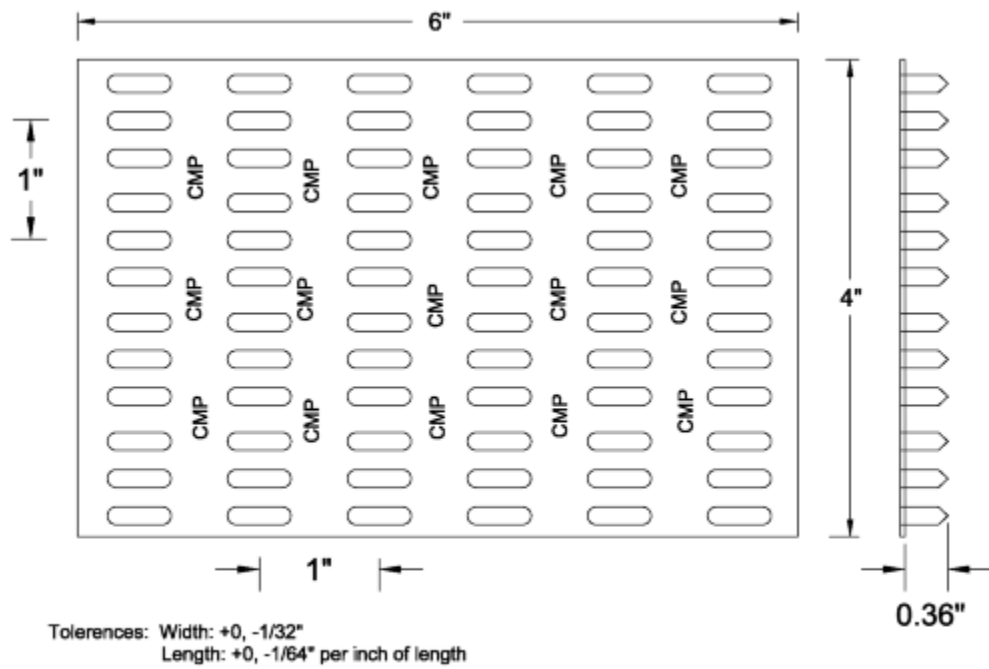 6"
1"
CMP CMP CMP CMP CMP
4"
CMP CMP CMP CMP CMP
CMP CMP CMP CMP CMP
1"
0.36"
Tolerences: Width: +0, -1/32"
Length: +0, -1/64" per inch of length